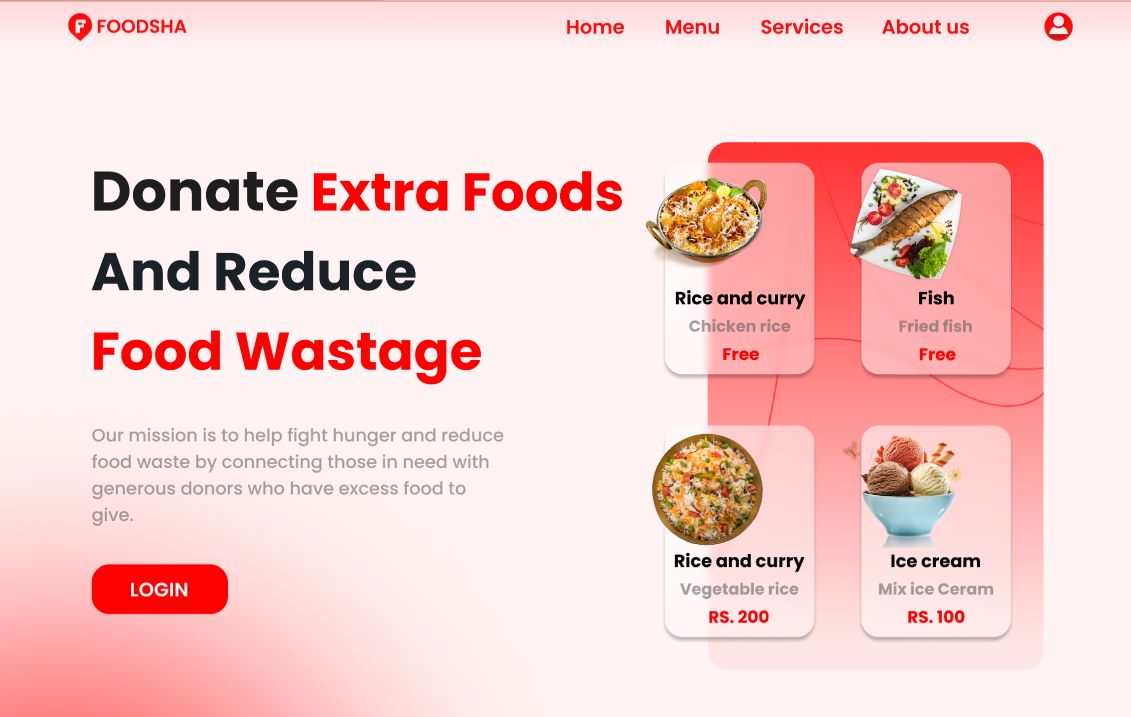 FOODSHA
Home
Menu
Services
About us
Donate Extra Foods
And Reduce
Food Wastage
Our mission is to help fight hunger and reduce
food waste by connecting those in need with
generous donors who have excess food to
give.
LOGIN
Rice and curry
Chicken rice
Free
Fish
Fried fish
Free
Rice and curry
Vegetable rice
RS. 200
Ice cream
Mix ice Ceram
RS. 100